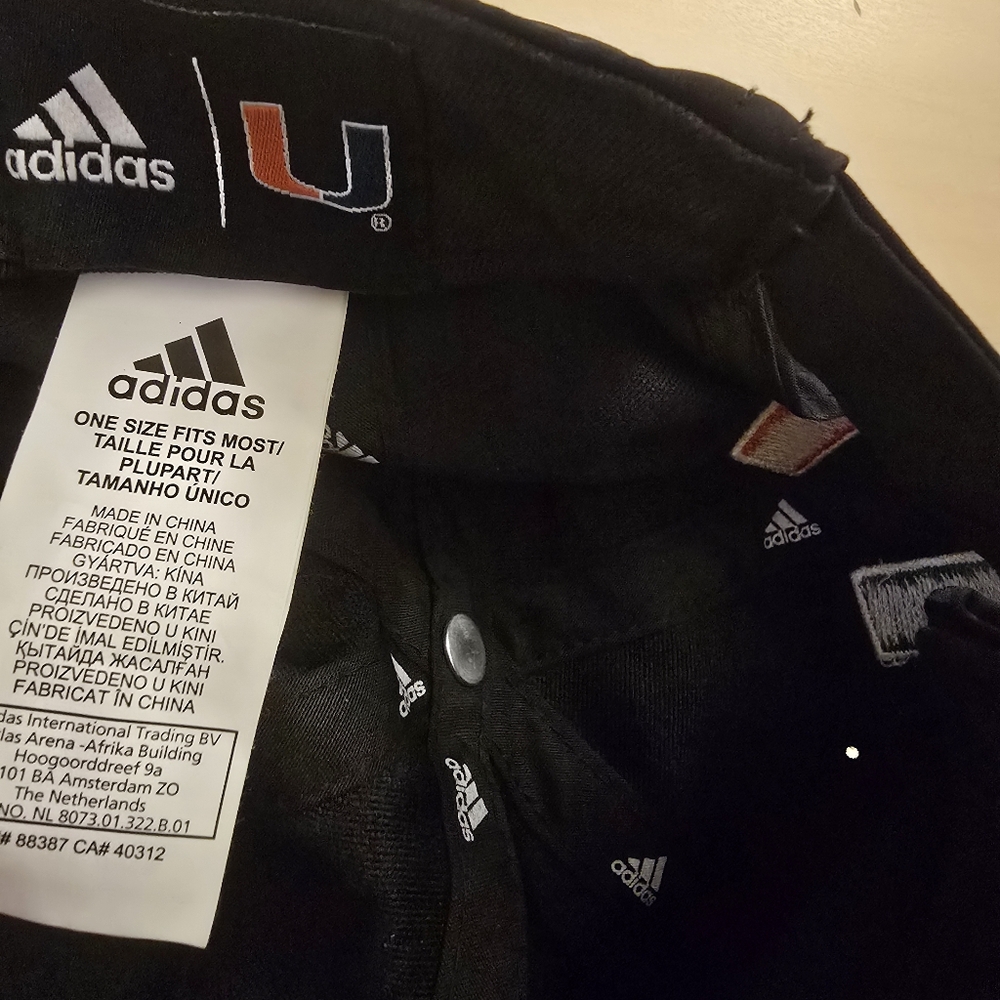 adidas
U
®
adidas
ONE SIZE FITS MOST/
TAILLE POUR LA
PLUPART/
TAMANHO ÚNICO
MADE IN CHINA
FABRIQUÉ EN CHINE
FABRICADO EN CHINA
GYÁRTVA: KÍNA
ПРОИЗВЕДЕНО В КИТАЙ
СДЕЛАНО В КИТАЕ
PROIZVEDENO U KINI
ÇİN'DE İMAL EDİLMİŞTİR.
ҚЫТАЙДА ЖАСАЛҒАН
PROIZVEDENO U KINI
FABRICAT ÎN CHINA
das International Trading BV
las Arena -Afrika Building
Hoogoorddreef 9a
101 BA Amsterdam ZO
The Netherlands
NO. NL 8073.01.322.B.01
# 88387 CA# 40312
adidas
das
adidas
adidas